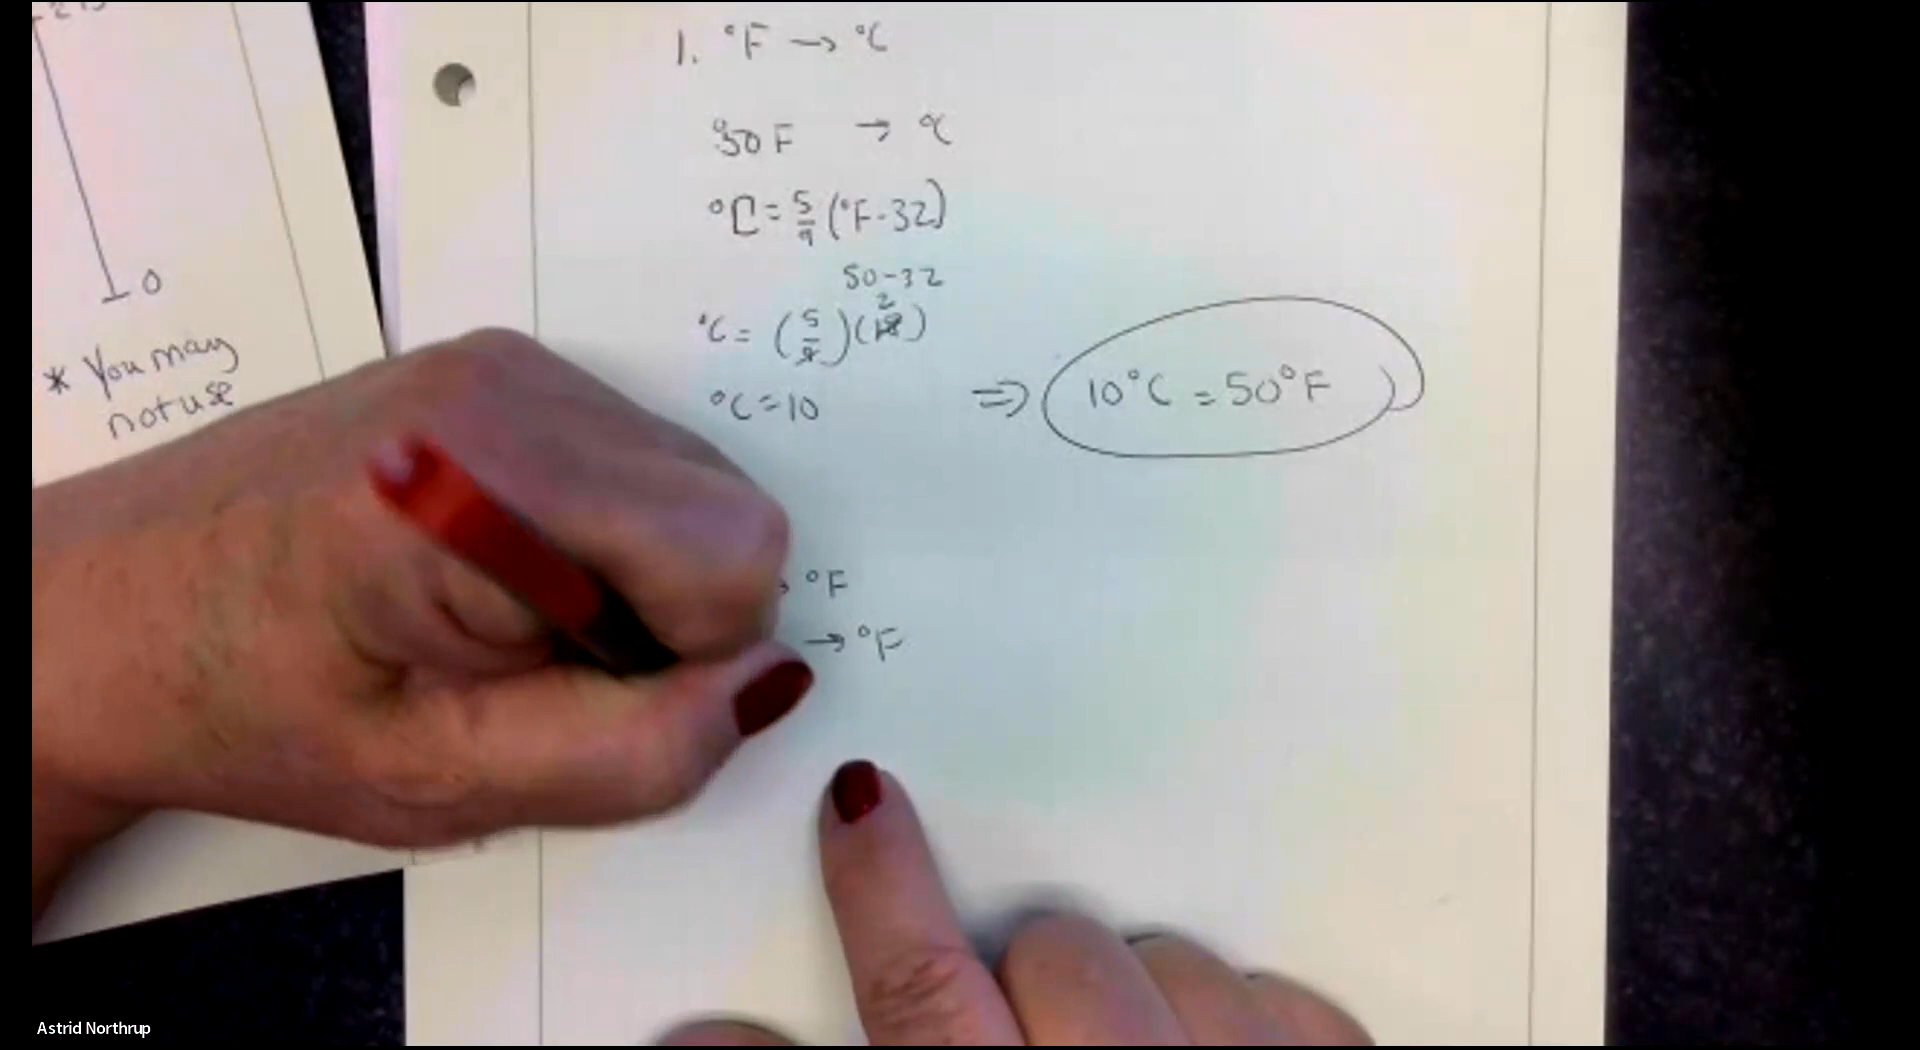 0
* You may
not use
1. °F → °C
50°F → °C
°C = 5/9 (°F - 32)
50 - 32
2
°C = (5/9)(18)
°C = 10
⇒ 10°C = 50°F
°F
→ °F
Astrid Northrup